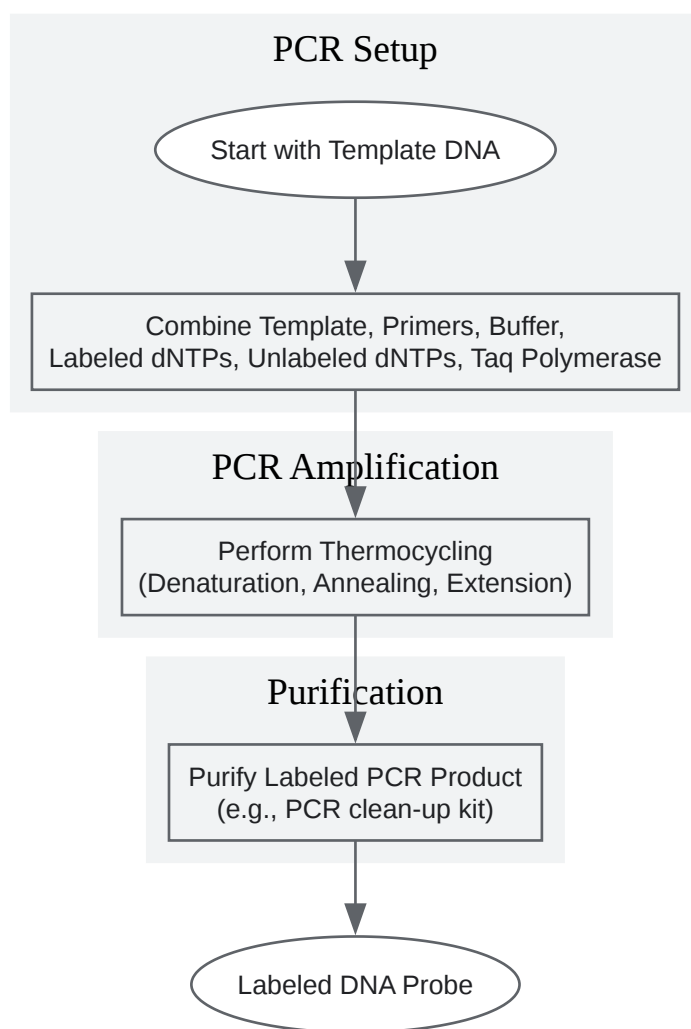 PCR Setup
Start with Template DNA
Combine Template, Primers, Buffer,
Labeled dNTPs, Unlabeled dNTPs, Taq Polymerase
PCR Amplification
Perform Thermocycling
(Denaturation, Annealing, Extension)
Purification
Purify Labeled PCR Product
(e.g., PCR clean-up kit)
Labeled DNA Probe